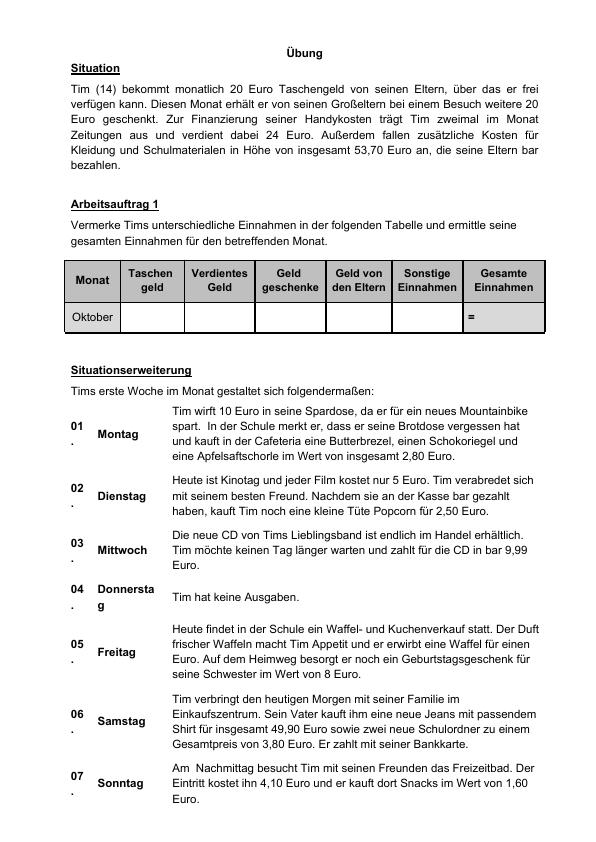 Übung
Situation
Tim (14) bekommt monatlich 20 Euro Taschengeld von seinen Eltern, über das er frei
verfügen kann. Diesen Monat erhält er von seinen Großeltern bei einem Besuch weitere 20
Euro geschenkt. Zur Finanzierung seiner Handykosten trägt Tim zweimal im Monat
Zeitungen aus und verdient dabei 24 Euro. Außerdem fallen zusätzliche Kosten für
Kleidung und Schulmaterialen in Höhe von insgesamt 53,70 Euro an, die seine Eltern bar
bezahlen.
Arbeitsauftrag 1
Vermerke Tims unterschiedliche Einnahmen in der folgenden Tabelle und ermittle seine
gesamten Einnahmen für den betreffenden Monat.
Monat Taschen Verdientes Geld Geld von Sonstige Gesamte
geld Geld geschenke den Eltern Einnahmen Einnahmen
Oktober =
Situationserweiterung
Tims erste Woche im Monat gestaltet sich folgendermaßen:
01
.
Montag
Tim wirft 10 Euro in seine Spardose, da er für ein neues Mountainbike
spart. In der Schule merkt er, dass er seine Brotdose vergessen hat
und kauft in der Cafeteria eine Butterbrezel, einen Schokoriegel und
eine Apfelsaftschorle im Wert von insgesamt 2,80 Euro.
02
.
Dienstag
Heute ist Kinotag und jeder Film kostet nur 5 Euro. Tim verabredet sich
mit seinem besten Freund. Nachdem sie an der Kasse bar gezahlt
haben, kauft Tim noch eine kleine Tüte Popcorn für 2,50 Euro.
03
.
Mittwoch
Die neue CD von Tims Lieblingsband ist endlich im Handel erhältlich.
Tim möchte keinen Tag länger warten und zahlt für die CD in bar 9,99
Euro.
04
.
Donnersta
g
Tim hat keine Ausgaben.
05
.
Freitag
Heute findet in der Schule ein Waffel- und Kuchenverkauf statt. Der Duft
frischer Waffeln macht Tim Appetit und er erwirbt eine Waffel für einen
Euro. Auf dem Heimweg besorgt er noch ein Geburtstagsgeschenk für
seine Schwester im Wert von 8 Euro.
06
.
Samstag
Tim verbringt den heutigen Morgen mit seiner Familie im
Einkaufszentrum. Sein Vater kauft ihm eine neue Jeans mit passendem
Shirt für insgesamt 49,90 Euro sowie zwei neue Schulordner zu einem
Gesamtpreis von 3,80 Euro. Er zahlt mit seiner Bankkarte.
07
.
Sonntag
Am Nachmittag besucht Tim mit seinen Freunden das Freizeitbad. Der
Eintritt kostet ihn 4,10 Euro und er kauft dort Snacks im Wert von 1,60
Euro.